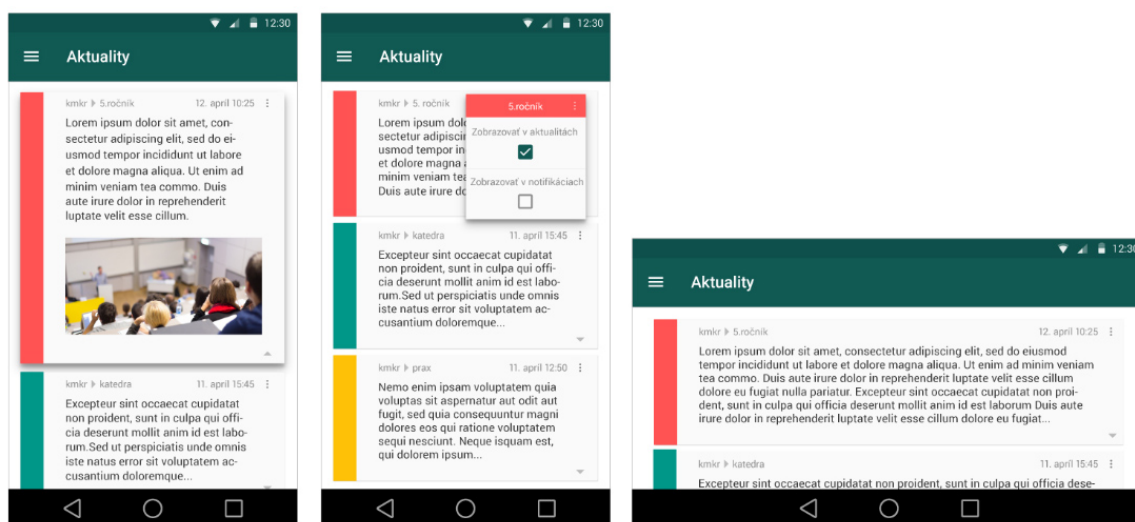 12:30
Aktuality
kmkr 5.ročník 12. apríl 10:25
Lorem ipsum dolor sit amet, con-
sectetur adipiscing elit, sed do ei-
usmod tempor incididunt ut labore
et dolore magna aliqua. Ut enim ad
minim veniam tea commo. Duis
aute irure dolor in reprehenderit
luptate velit esse cillum.
kmkr katedra 11. apríl 15:45
Excepteur sint occaecat cupidatat
non proident, sunt in culpa qui offi-
cia deserunt mollit anim id est labo-
rum.Sed ut perspiciatis unde omnis
iste natus error sit voluptatem ac-
cusantium doloremque...
12:30
Aktuality
kmkr 5. ročník
Lorem ipsum dolo
sectetur adipiscin
usmod tempor in
et dolore magna a
minim veniam tea
Duis aute irure do
5.ročník
Zobrazovať v aktualitách
Zobrazovať v notifikáciach
kmkr katedra 11. apríl 15:45
Excepteur sint occaecat cupidatat
non proident, sunt in culpa qui offi-
cia deserunt mollit anim id est labo-
rum.Sed ut perspiciatis unde omnis
iste natus error sit voluptatem ac-
cusantium doloremque...
kmkr prax 11. apríl 12:50
Nemo enim ipsam voluptatem quia
voluptas sit aspernatur aut odit aut
fugit, sed quia consequuntur magni
dolores eos qui ratione voluptatem
sequi nesciunt. Neque isquam est,
qui dolorem ipsum...
12:30
Aktuality
kmkr 5.ročník 12. apríl 10:25
Lorem ipsum dolor sit amet, consectetur adipiscing elit, sed do eiusmod
tempor incididunt ut labore et dolore magna aliqua. Ut enim ad minim veniam
tea commo. Duis aute irure dolor in reprehenderit luptate velit esse cillum
dolore eu fugiat nulla pariatur. Excepteur sint occaecat cupidatat non proi-
dent, sunt in culpa qui officia deserunt mollit anim id est laborum Duis aute
irure dolor in reprehenderit luptate velit esse cillum dolore eu fugiat...
kmkr katedra 11. apríl 15:45
Excepteur sint occaecat cupidatat non proident, sunt in culpa qui officia dese-